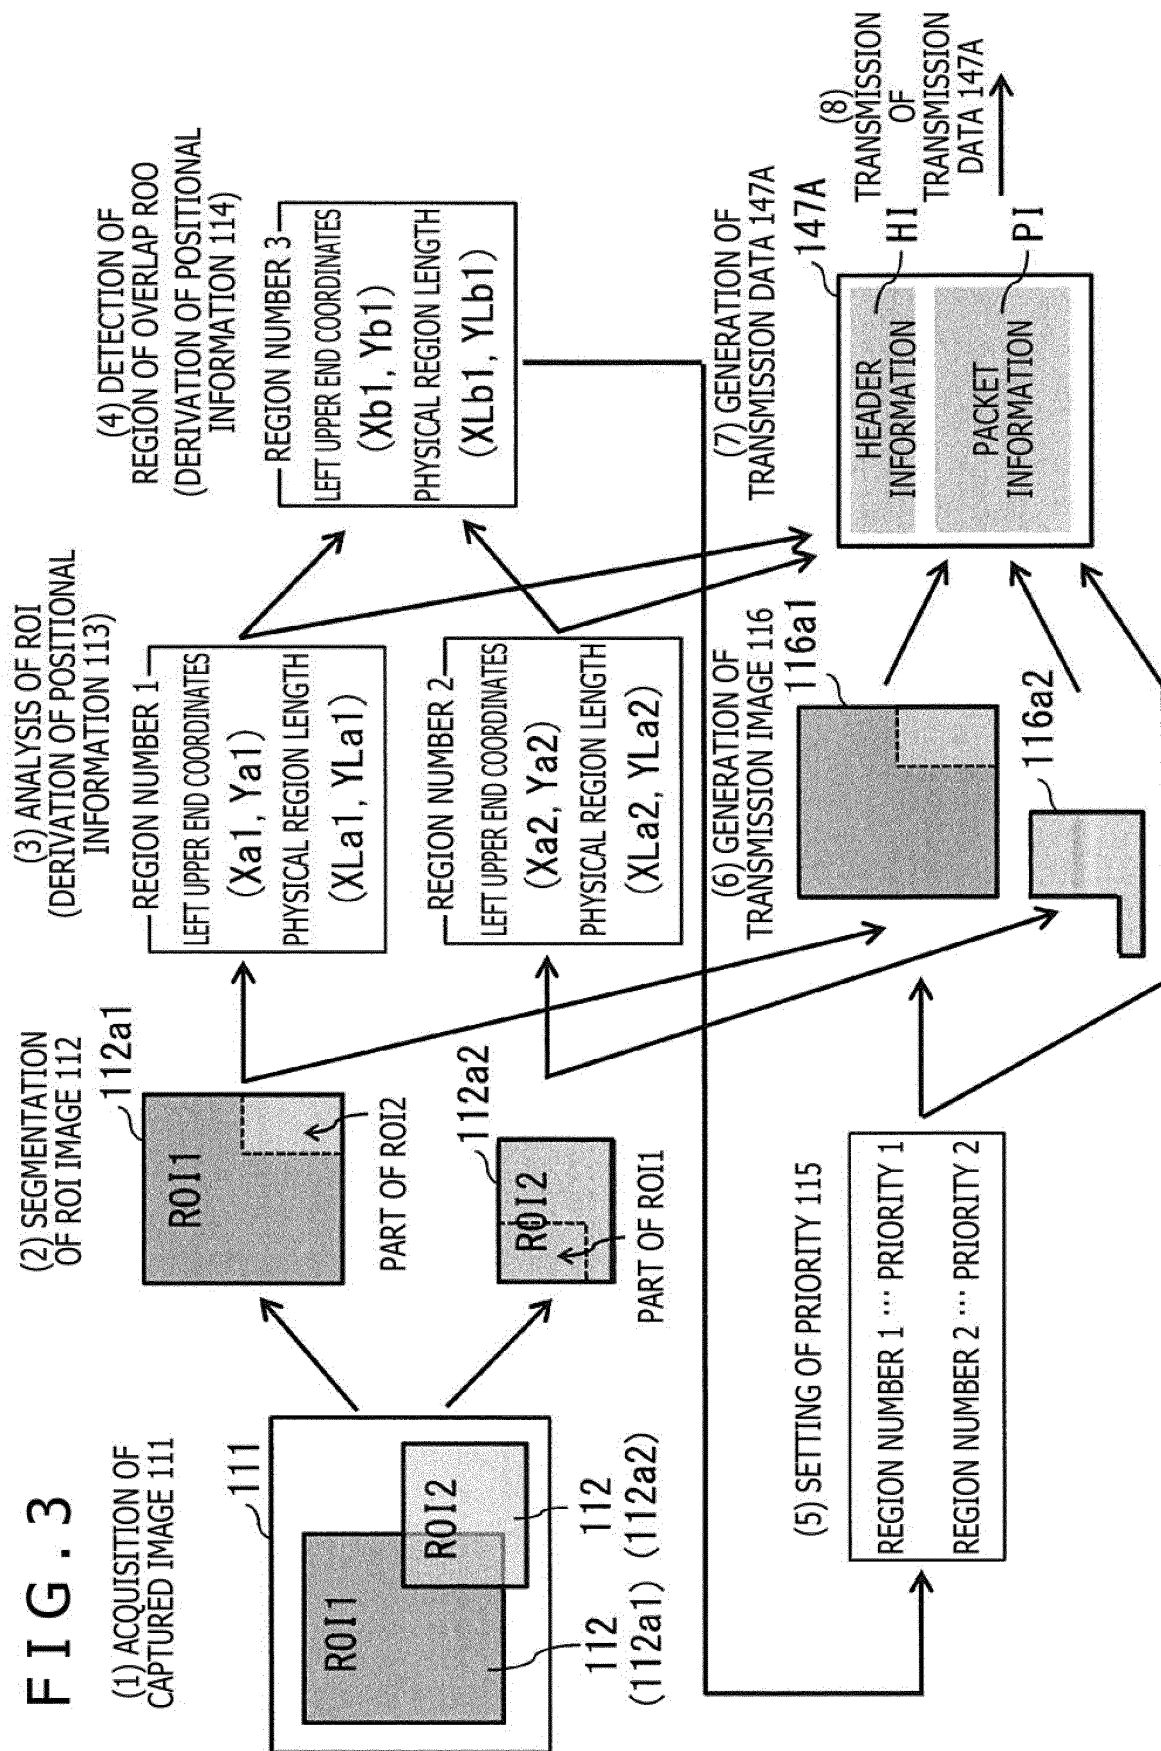 FIG. 3
(1) ACQUISITION OF
CAPTURED IMAGE 111
111
ROI1
ROI2
112
(112a1)
112
(112a2)
(2) SEGMENTATION
OF ROI IMAGE 112
112a1
ROI1
PART OF ROI2
112a2
ROI2
PART OF ROI1
(3) ANALYSIS OF ROI
(DERIVATION OF POSITIONAL
INFORMATION 113)
REGION NUMBER 1
LEFT UPPER END COORDINATES
(Xa1, Ya1)
PHYSICAL REGION LENGTH
(XLa1, YLa1)
REGION NUMBER 2
LEFT UPPER END COORDINATES
(Xa2, Ya2)
PHYSICAL REGION LENGTH
(XLa2, YLa2)
(4) DETECTION OF
REGION OF OVERLAP ROO
(DERIVATION OF POSITIONAL
INFORMATION 114)
REGION NUMBER 3
LEFT UPPER END COORDINATES
(Xb1, Yb1)
PHYSICAL REGION LENGTH
(XLb1, YLb1)
(5) SETTING OF PRIORITY 115
REGION NUMBER 1 ··· PRIORITY 1
REGION NUMBER 2 ··· PRIORITY 2
(6) GENERATION OF
TRANSMISSION IMAGE 116
116a1
116a2
(7) GENERATION OF
TRANSMISSION DATA 147A
147A
HEADER
INFORMATION
HI
PACKET
INFORMATION
PI
(8)
TRANSMISSION
OF
TRANSMISSION
DATA 147A